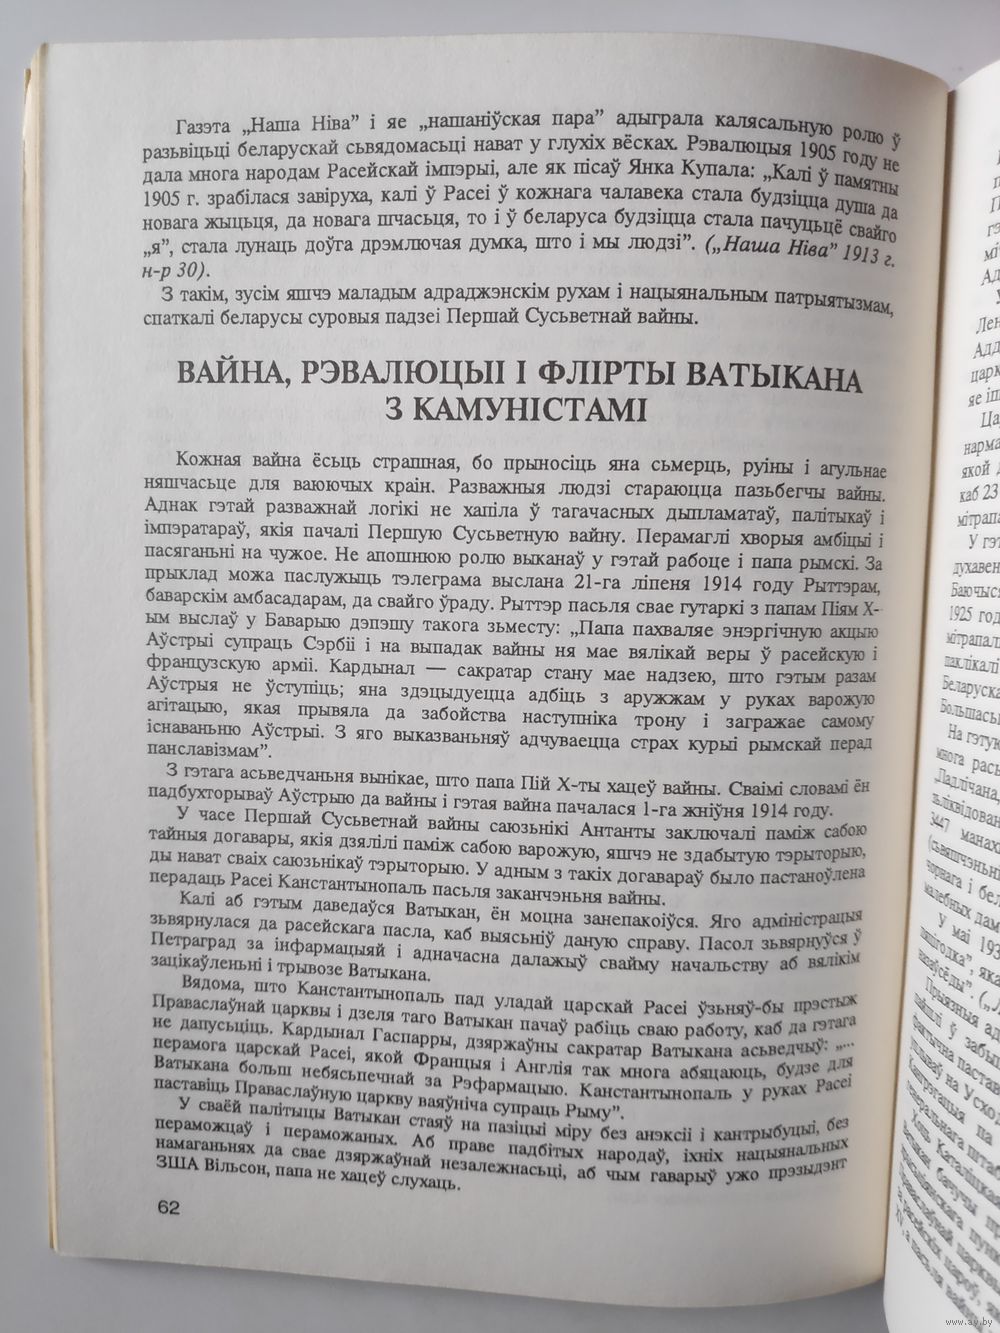 Газэта „Наша Ніва” і яе „нашаніўская пара” адыграла калясальную ролю ў
разьвіцьці беларускай сьвядомасьці нават у глухіх вёсках. Рэвалюцыя 1905 году не
дала многа народам Расейскай імпэрыі, але як пісаў Янка Купала: „Калі ў памятны
1905 г. зрабілася завіруха, калі ў Расеі ў кожнага чалавека стала будзіцца душа да
новага жыцьця, да новага шчасьця, то і ў беларуса будзіцца стала пачуцьцё свайго
„я”, стала лунаць доўга дрэмлючая думка, што і мы людзі”. („Наша Ніва” 1913 г.
н-р 30).
З такім, зусім яшчэ маладым адраджэнскім рухам і нацыянальным патрыятызмам,
спаткалі беларусы суровыя падзеі Першай Сусьветнай вайны.
ВАЙНА, РЭВАЛЮЦЫІ І ФЛІРТЫ ВАТЫКАНА
З КАМУНІСТАМІ
Кожная вайна ёсьць страшная, бо прыносіць яна сьмерць, руіны і агульнае
няшчасьце для ваюючых краін. Разважныя людзі стараюцца пазьбегчы вайны.
Аднак гэтай разважнай логікі не хапіла ў тагачасных дыпламатаў, палітыкаў і
імпэратараў, якія пачалі Першую Сусьветную вайну. Перамаглі хворыя амбіцыі і
пасяганьні на чужое. Не апошнюю ролю выканаў у гэтай рабоце і папа рымскі. За
прыклад можа паслужыць тэлеграма выслана 21-га ліпеня 1914 году Рыттэрам,
баварскім амбасадарам, да свайго ўраду. Рыттэр пасьля свае гутаркі з папам Піям X-
ым выслаў у Баварыю дэпэшу такога зьместу: „Папа пахваляе энэргічную акцыю
Аўстрыі супраць Сэрбіі і на выпадак вайны ня мае вялікай веры ў расейскую і
французскую арміі. Кардынал — сакратар стану мае надзею, што гэтым разам
Аўстрыя не ўступіць; яна здэцыдуецца адбіць з аружжам у руках варожую
агітацыю, якая прывяла да забойства наступніка трону і загражае самому
існаваньню Аўстрыі. З яго выказваньняў адчуваецца страх курыі рымскай перад
панславізмам”.
З гэтага асьведчаньня вынікае, што папа Пій X-ты хацеў вайны. Сваімі словамі ён
падбухторываў Аўстрыю да вайны і гэтая вайна пачалася 1-га жніўня 1914 году.
У часе Першай Сусьветнай вайны саюзьнікі Антанты заключалі паміж сабою
тайныя догавары, якія дзялілі паміж сабою варожую, яшчэ не здабытую тэрыторыю,
ды нават сваіх саюзьнікаў тэрыторыю. У адным з такіх догавараў было пастаноўлена
перадаць Расеі Канстантынопаль пасьля заканчэньня вайны.
Калі аб гэтым даведаўся Ватыкан, ён моцна занепакоіўся. Яго адміністрацыя
зьвярнулася да расейскага пасла, каб выясьніў даную справу. Пасол зьвярнуўся ў
Петраград за інфармацыяй і адначасна далажыў свайму начальству аб вялікім
зацікаўленьні і трывозе Ватыкана.
Вядома, што Канстантынопаль пад уладай царскай Расеі ўзьняў-бы прэстыж
Праваслаўнай царквы і дзеля таго Ватыкан пачаў рабіць сваю работу, каб да гэтага
не дапусьціць. Кардынал Гаспарры, дзяржаўны сакратар Ватыкана асьведчыў: „...
перамога царскай Расеі, якой Францыя і Англія так многа абяцаюць, будзе для
Ватыкана больш небясьпечнай за Рэфармацыю. Канстантынопаль у руках Расеі
паставіць Праваслаўную царкву ваяўніча супраць Рыму”.
У сваёй палітыцы Ватыкан стаяў на пазіцыі міру без анэксіі і кантрыбуцыі, без
пераможцаў і пераможаных. Аб праве падбітых народаў, іхніх нацыянальных
намаганьнях да свае дзяржаўнай незалежнасьці, аб чым гаварыў ужо прэзыдэнт
ЗША Вільсон, папа не хацеў слухаць.
62
www.ay.by